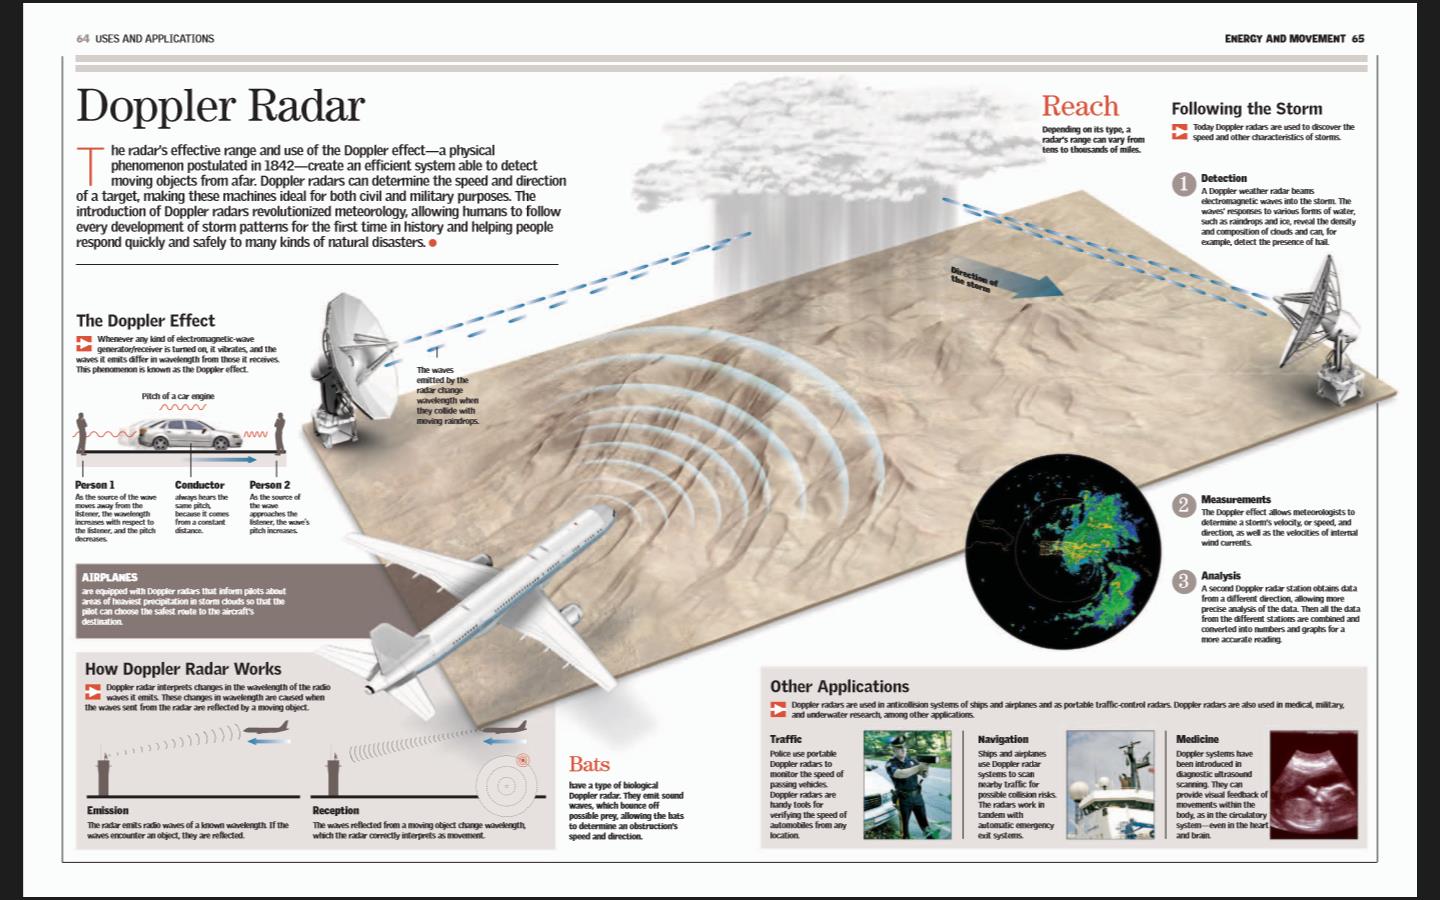 64 USES AND APPLICATIONS
ENERGY AND MOVEMENT 65
Doppler Radar
The radar's effective range and use of the Doppler effect—a physical
phenomenon postulated in 1842—create an efficient system able to detect
moving objects from afar. Doppler radars can determine the speed and direction
of a target, making these machines ideal for both civil and military purposes. The
introduction of Doppler radars revolutionized meteorology, allowing humans to follow
every development of storm patterns for the first time in history and helping people
respond quickly and safely to many kinds of natural disasters.
The Doppler Effect
Whenever any kind of electromagnetic-wave
generator/receiver is turned on, it vibrates, and the
waves it emits differ in wavelength from those it receives.
This phenomenon is known as the Doppler effect.
Pitch of a car engine
Person 1
As the source of the wave
moves away from the
listener, the wavelength
increases with respect to
the listener, and the pitch
decreases.
Conductor
always hears the
same pitch,
because it comes
from a constant
distance.
Person 2
As the source of
the wave
approaches the
listener, the wave's
pitch increases.
The waves
emitted by the
radar change
wavelength when
they collide with
moving raindrops.
Direction of
the storm
Reach
Depending on its type, a
radar's range can vary from
tens to thousands of miles.
Following the Storm
Today Doppler radars are used to discover the
speed and other characteristics of storms.
1
Detection
A Doppler weather radar beams
electromagnetic waves into the storm. The
waves' responses to various forms of water,
such as raindrops and ice, reveal the density
and composition of clouds and can, for
example, detect the presence of hail.
2
Measurements
The Doppler effect allows meteorologists to
determine a storm's velocity, or speed, and
direction, as well as the velocities of internal
wind currents.
3
Analysis
A second Doppler radar station obtains data
from a different direction, allowing more
precise analysis of the data. Then all the data
from the different stations are combined and
converted into numbers and graphs for a
more accurate reading.
AIRPLANES
are equipped with Doppler radars that inform pilots about
areas of heaviest precipitation in storm clouds so that the
pilot can choose the safest route to the aircraft's
destination.
How Doppler Radar Works
Doppler radar interprets changes in the wavelength of the radio
waves it emits. These changes in wavelength are caused when
the waves sent from the radar are reflected by a moving object.
Emission
The radar emits radio waves of a known wavelength. If the
waves encounter an object, they are reflected.
Reception
The waves reflected from a moving object change wavelength,
which the radar correctly interprets as movement.
Bats
have a type of biological
Doppler radar. They emit sound
waves, which bounce off
possible prey, allowing the bats
to determine an obstruction's
speed and direction.
Other Applications
Doppler radars are used in anticollision systems of ships and airplanes and as portable traffic-control radars. Doppler radars are also used in medical, military,
and underwater research, among other applications.
Traffic
Police use portable
Doppler radars to
monitor the speed of
passing vehicles.
Doppler radars are
handy tools for
verifying the speed of
automobiles from any
location.
Navigation
Ships and airplanes
use Doppler radar
systems to scan
nearby traffic for
possible collision risks.
The radars work in
tandem with
automatic emergency
exit systems.
Medicine
Doppler systems have
been introduced in
diagnostic ultrasound
scanning. They can
provide visual feedback of
movements within the
body, as in the circulatory
system—even in the heart
and brain.